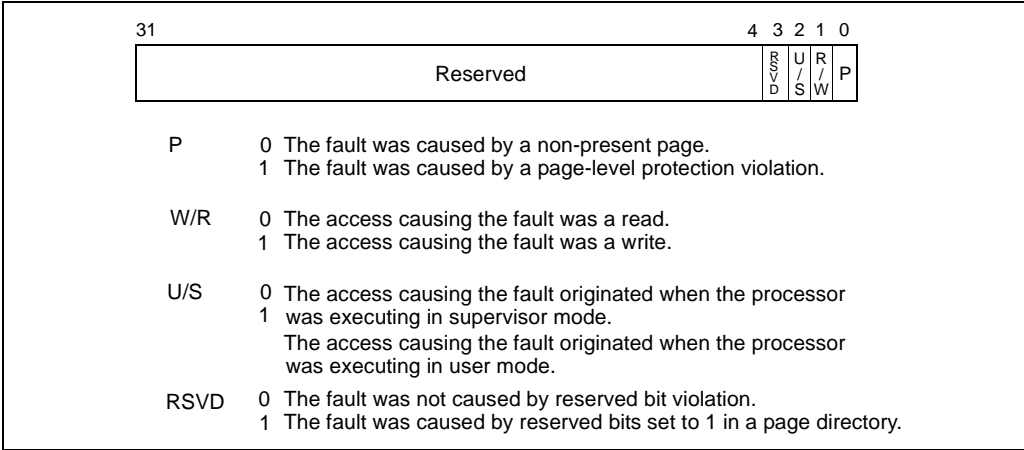 31 4 3 2 1 0
Reserved RSVD U/S R/W P
P 0 The fault was caused by a non-present page.
1 The fault was caused by a page-level protection violation.
W/R 0 The access causing the fault was a read.
1 The access causing the fault was a write.
U/S 0 The access causing the fault originated when the processor
1 was executing in supervisor mode.
The access causing the fault originated when the processor
was executing in user mode.
RSVD 0 The fault was not caused by reserved bit violation.
1 The fault was caused by reserved bits set to 1 in a page directory.